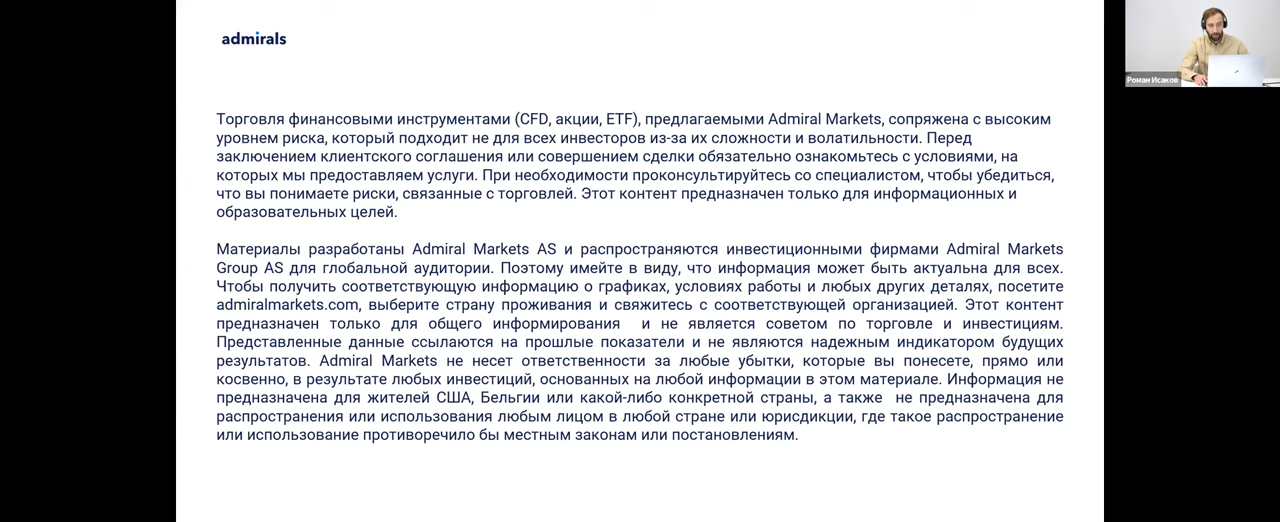 admirals
Роман Исаков
Торговля финансовыми инструментами (CFD, акции, ETF), предлагаемыми Admiral Markets, сопряжена с высоким
уровнем риска, который подходит не для всех инвесторов из-за их сложности и волатильности. Перед
заключением клиентского соглашения или совершением сделки обязательно ознакомьтесь с условиями, на
которых мы предоставляем услуги. При необходимости проконсультируйтесь со специалистом, чтобы убедиться,
что вы понимаете риски, связанные с торговлей. Этот контент предназначен только для информационных и
образовательных целей.
Материалы разработаны Admiral Markets AS и распространяются инвестиционными фирмами Admiral Markets
Group AS для глобальной аудитории. Поэтому имейте в виду, что информация может быть актуальна для всех.
Чтобы получить соответствующую информацию о графиках, условиях работы и любых других деталях, посетите
admiralmarkets.com, выберите страну проживания и свяжитесь с соответствующей организацией. Этот контент
предназначен только для общего информирования и не является советом по торговле и инвестициям.
Представленные данные ссылаются на прошлые показатели и не являются надежным индикатором будущих
результатов. Admiral Markets не несет ответственности за любые убытки, которые вы понесете, прямо или
косвенно, в результате любых инвестиций, основанных на любой информации в этом материале. Информация не
предназначена для жителей США, Бельгии или какой-либо конкретной страны, а также не предназначена для
распространения или использования любым лицом в любой стране или юрисдикции, где такое распространение
или использование противоречило бы местным законам или постановлениям.